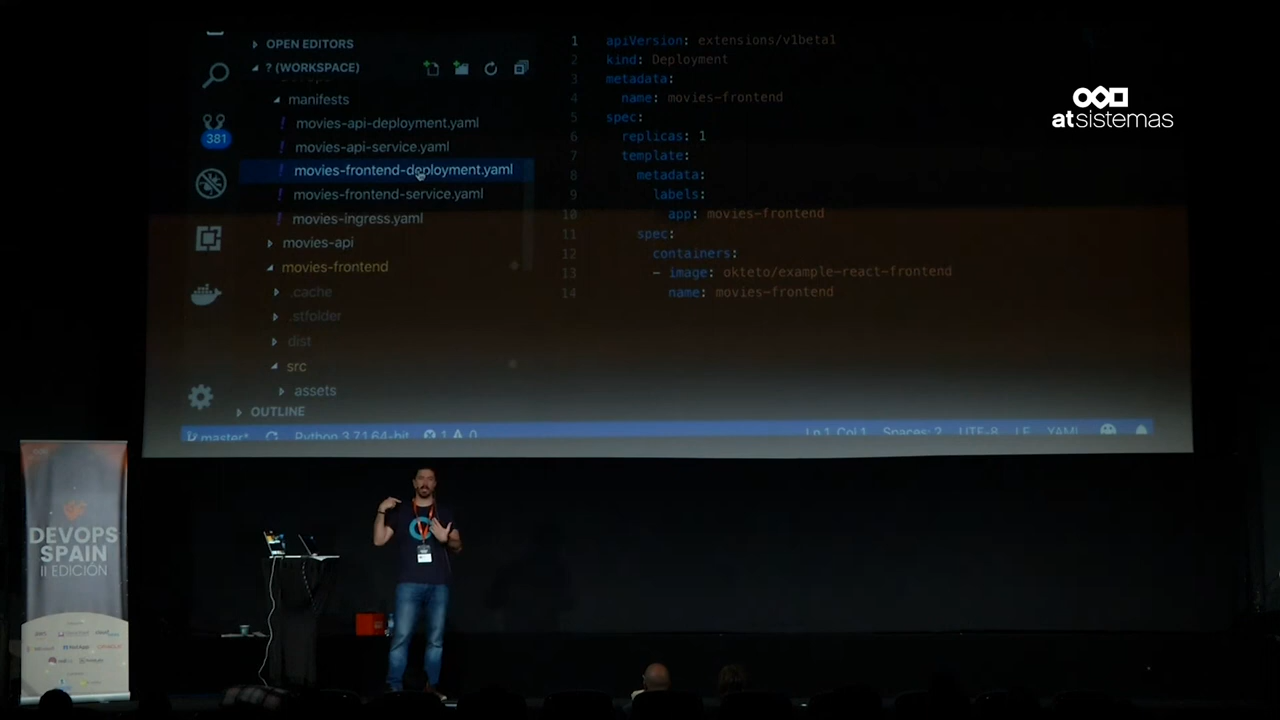 OPEN EDITORS
? (WORKSPACE)
manifests
381
! movies-api-deployment.yaml
! movies-api-service.yaml
! movies-frontend-deployment.yaml
! movies-frontend-service.yaml
! movies-ingress.yaml
movies-api
movies-frontend
.cache
.stfolder
dist
src
assets
OUTLINE
master*
Python 3.7.1 64-bit
1
0
Ln 1, Col 1
Spaces: 2
UTF-8
LF
YAML
1 apiVersion: extensions/v1beta1
2 kind: Deployment
3 metadata:
4 name: movies-frontend
5 spec:
6 replicas: 1
7 template:
8 metadata:
9 labels:
10 app: movies-frontend
11 spec:
12 containers:
13 - image: okteto/example-react-frontend
14 name: movies-frontend
atsistemas
DEVOPS
SPAIN
II EDICIÓN